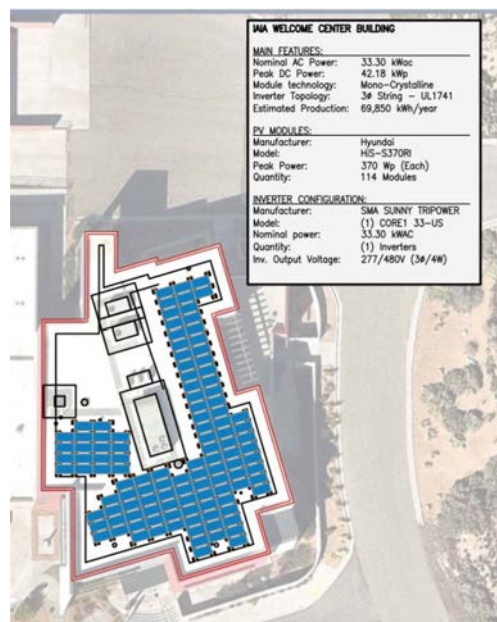 IAIA WELCOME CENTER BUILDING
MAIN FEATURES:
Nominal AC Power: 33.30 kWac
Peak DC Power: 42.18 kWp
Module technology: Mono-Crystalline
Inverter Topology: 3ø String - UL1741
Estimated Production: 69,850 kWh/year
PV MODULES:
Manufacturer: Hyundai
Model: HiS-S370RI
Peak Power: 370 Wp (Each)
Quantity: 114 Modules
INVERTER CONFIGURATION:
Manufacturer: SMA SUNNY TRIPOWER
Model: (1) CORE1 33-US
Nominal power: 33.30 kWAC
Quantity: (1) Inverters
Inv. Output Voltage: 277/480V (3ø/4W)